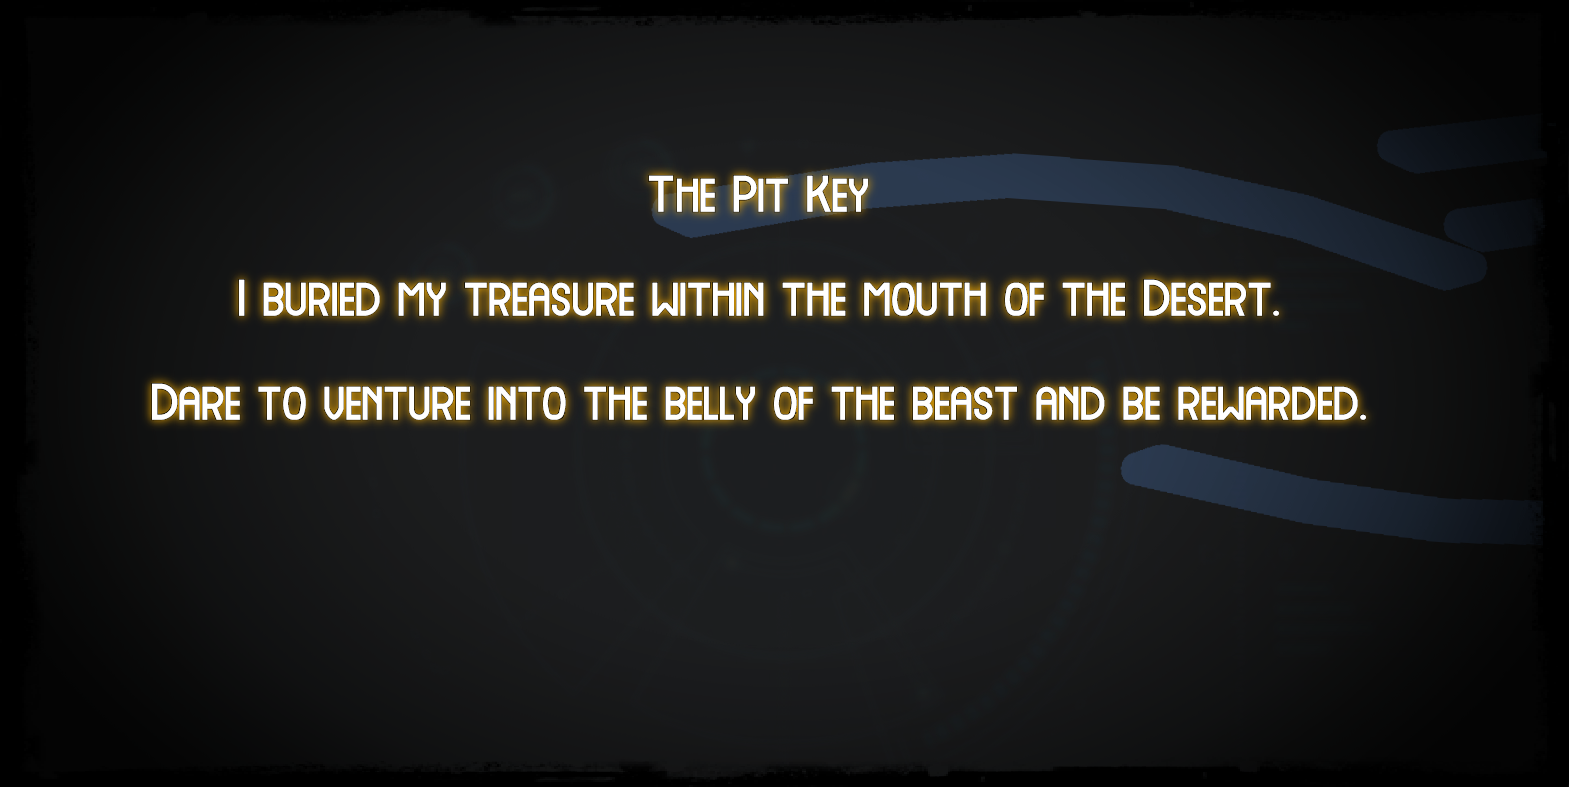 The Pit Key
I buried my treasure within the mouth of the Desert.
Dare to venture into the belly of the beast and be rewarded.